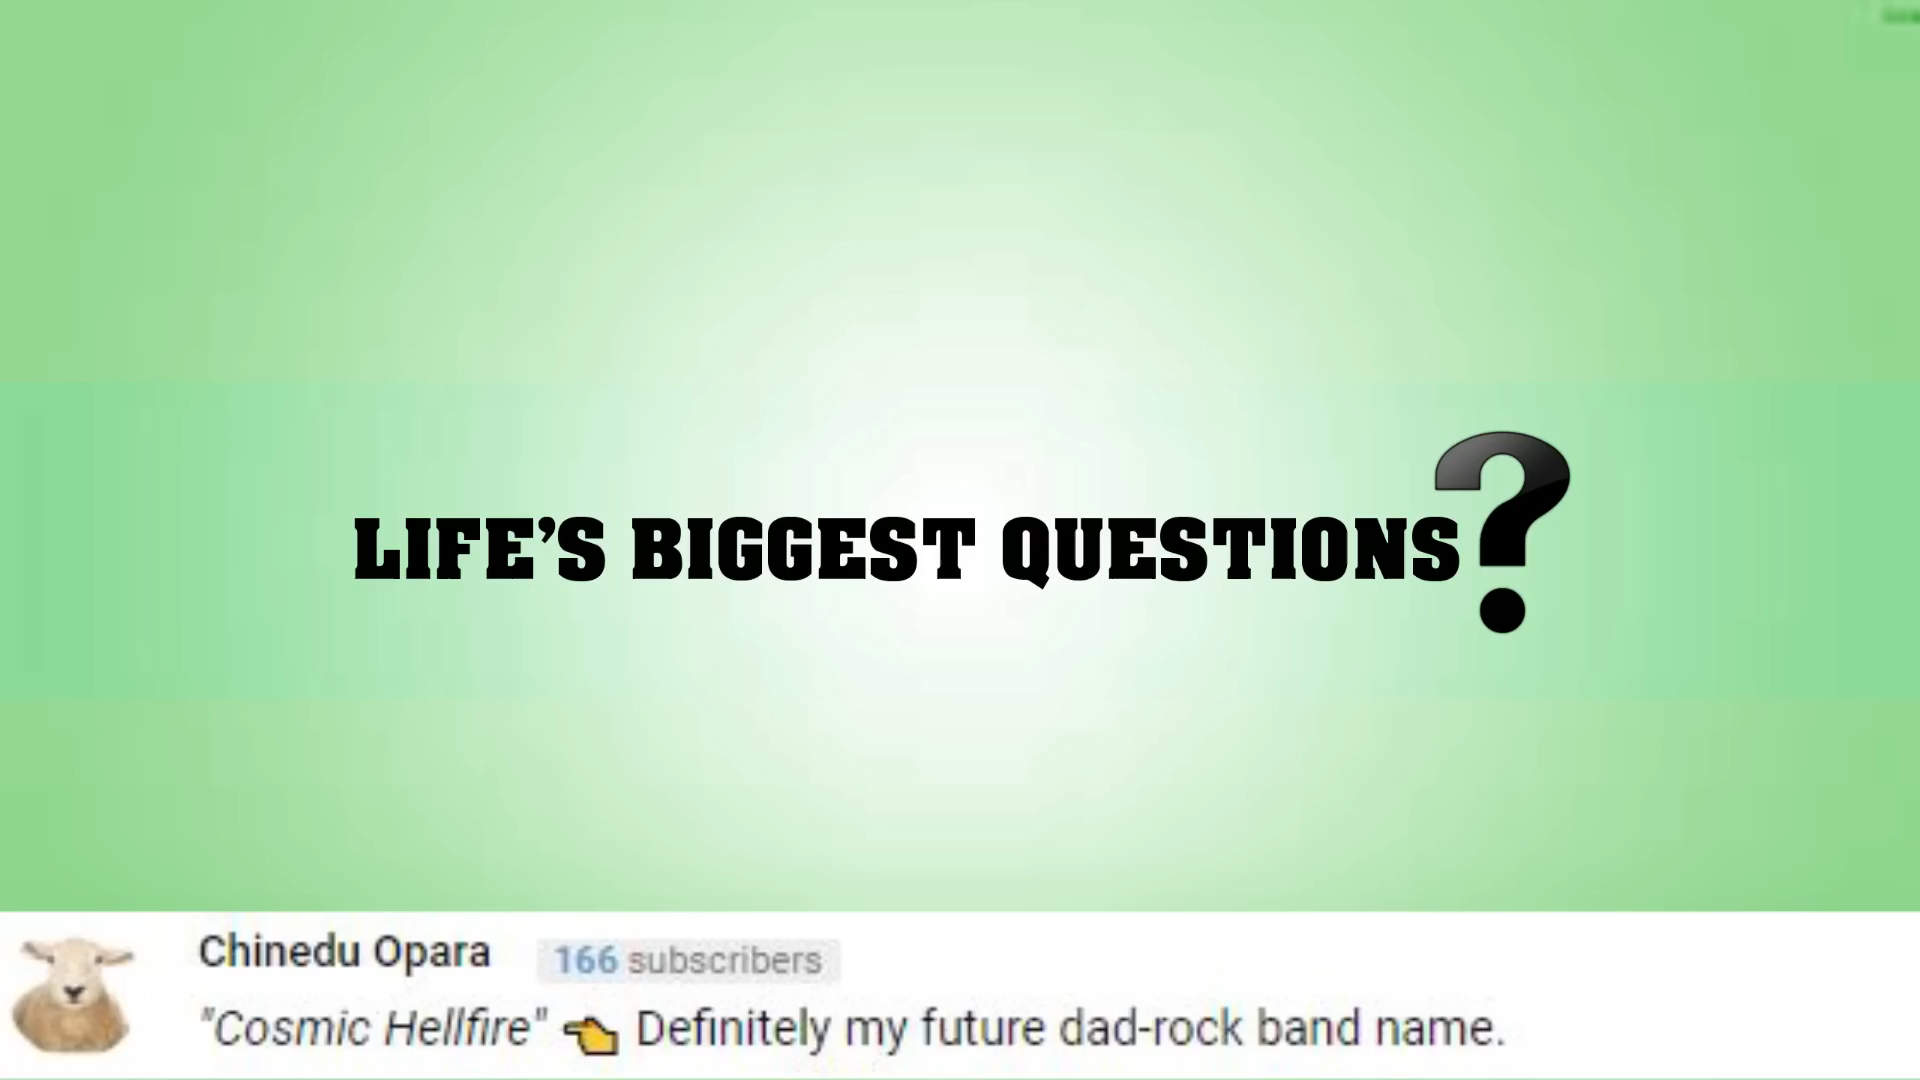 LIFE’S BIGGEST QUESTIONS?
Chinedu Opara 166 subscribers
"Cosmic Hellfire" 👈 Definitely my future dad-rock band name.